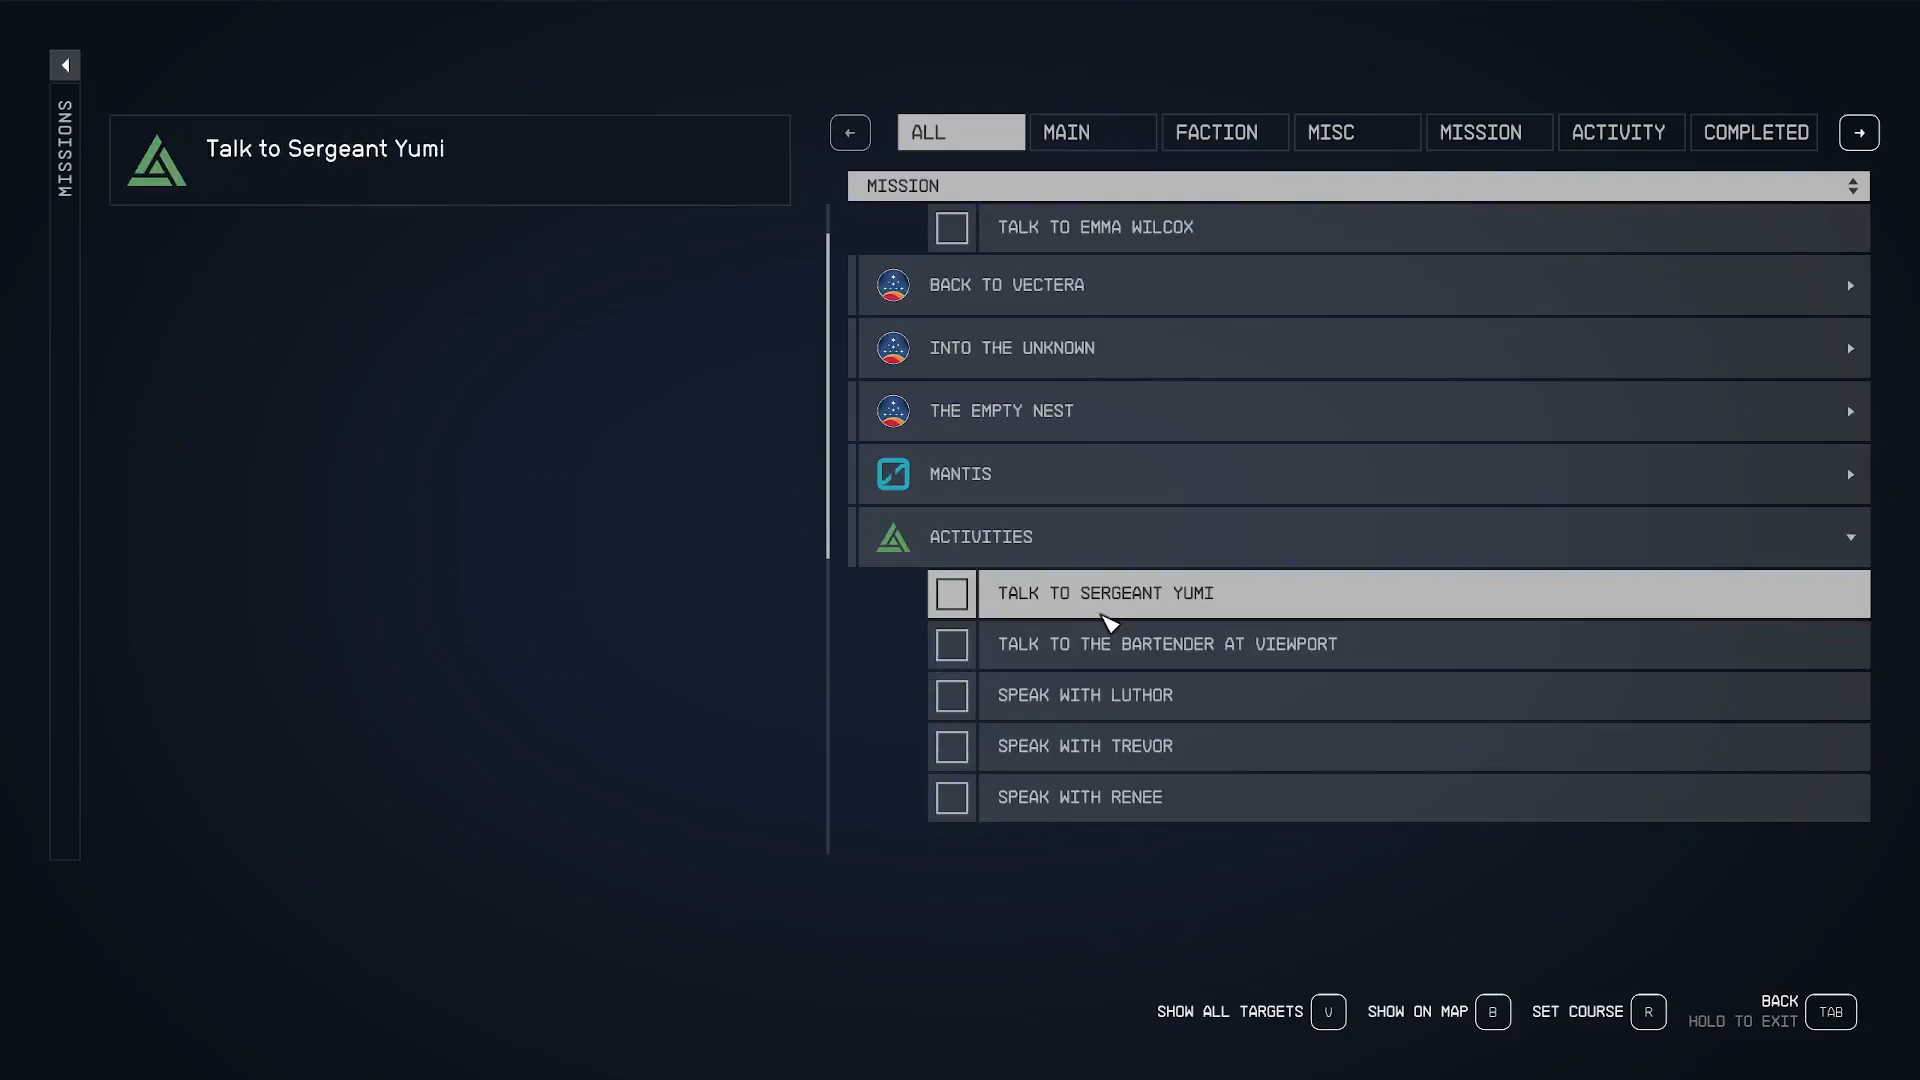 MISSIONS
Talk to Sergeant Yumi
ALL
MAIN
FACTION
MISC
MISSION
ACTIVITY
COMPLETED
MISSION
TALK TO EMMA WILCOX
BACK TO VECTERA
INTO THE UNKNOWN
THE EMPTY NEST
MANTIS
ACTIVITIES
TALK TO SERGEANT YUMI
TALK TO THE BARTENDER AT VIEWPORT
SPEAK WITH LUTHOR
SPEAK WITH TREVOR
SPEAK WITH RENEE
SHOW ALL TARGETS V
SHOW ON MAP B
SET COURSE R
BACK
HOLD TO EXIT
TAB